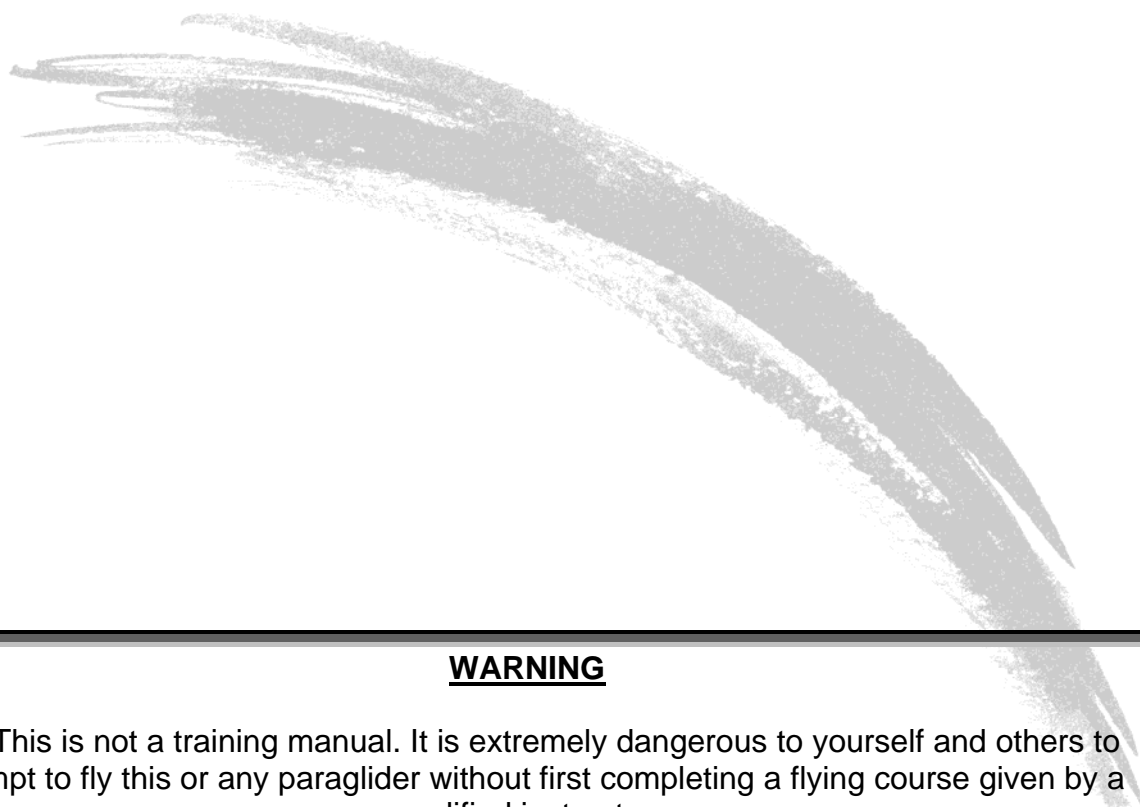 WARNING
This is not a training manual. It is extremely dangerous to yourself and others to
to fly this or any paraglider without first completing a flying course given by a